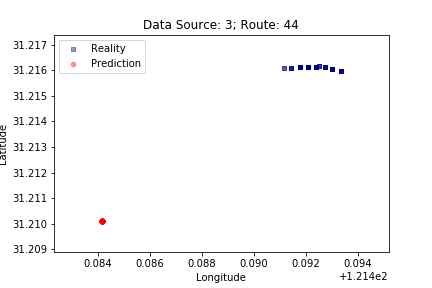 Data Source: 3; Route: 44
Reality
Prediction
31.217
31.216
31.215
31.214
31.213
31.212
31.211
31.210
31.209
Latitude
0.084 0.086 0.088 0.090 0.092 0.094
Longitude
+1.214e2